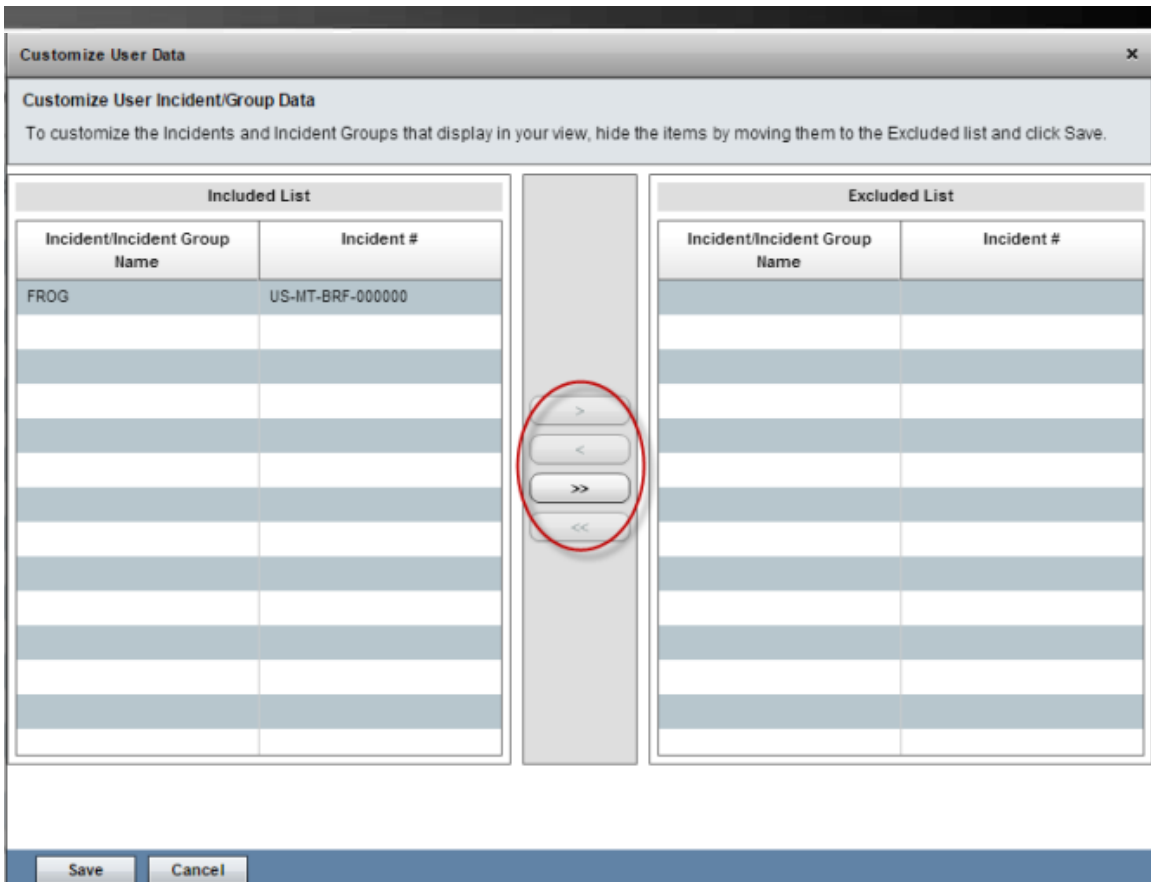 Customize User Data
×
Customize User Incident/Group Data
To customize the Incidents and Incident Groups that display in your view, hide the items by moving them to the Excluded list and click Save.
Included List
Excluded List
Incident/Incident Group Name
Incident #
Incident/Incident Group Name
Incident #
FROG
US-MT-BRF-000000
>
<
>>
<<
Save
Cancel